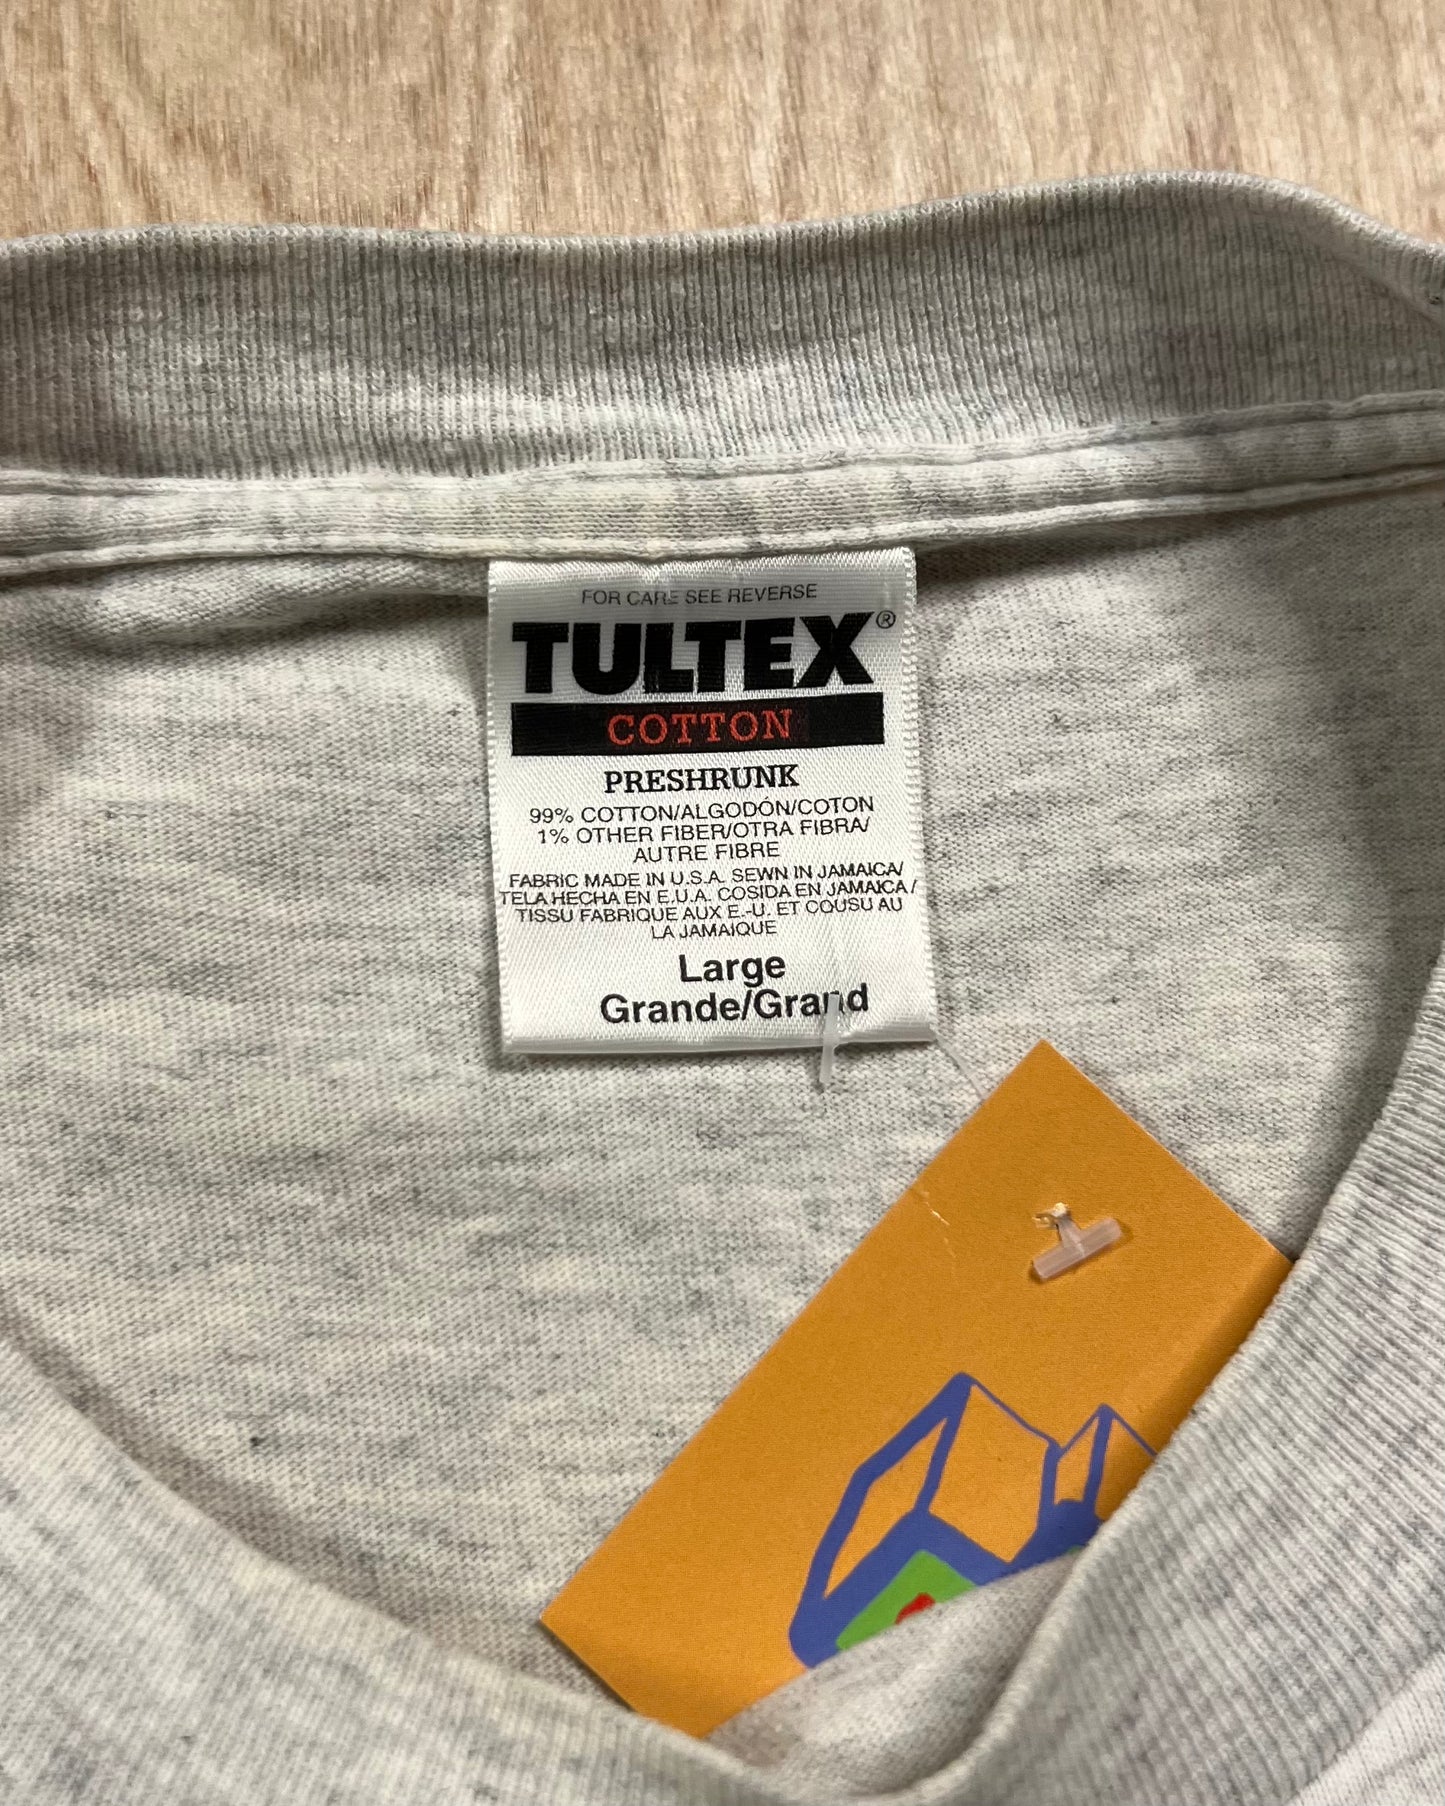 FOR CARE SEE REVERSE
TULTEX®
COTTON
PRESHRUNK
99% COTTON/ALGODÓN/COTON
1% OTHER FIBER/OTRA FIBRA/
AUTRE FIBRE
FABRIC MADE IN U.S.A. SEWN IN JAMAICA/
TELA HECHA EN E.U.A. COSIDA EN JAMAICA/
TISSU FABRIQUE AUX E.-U. ET COUSU AU
LA JAMAIQUE
Large
Grande/Grand